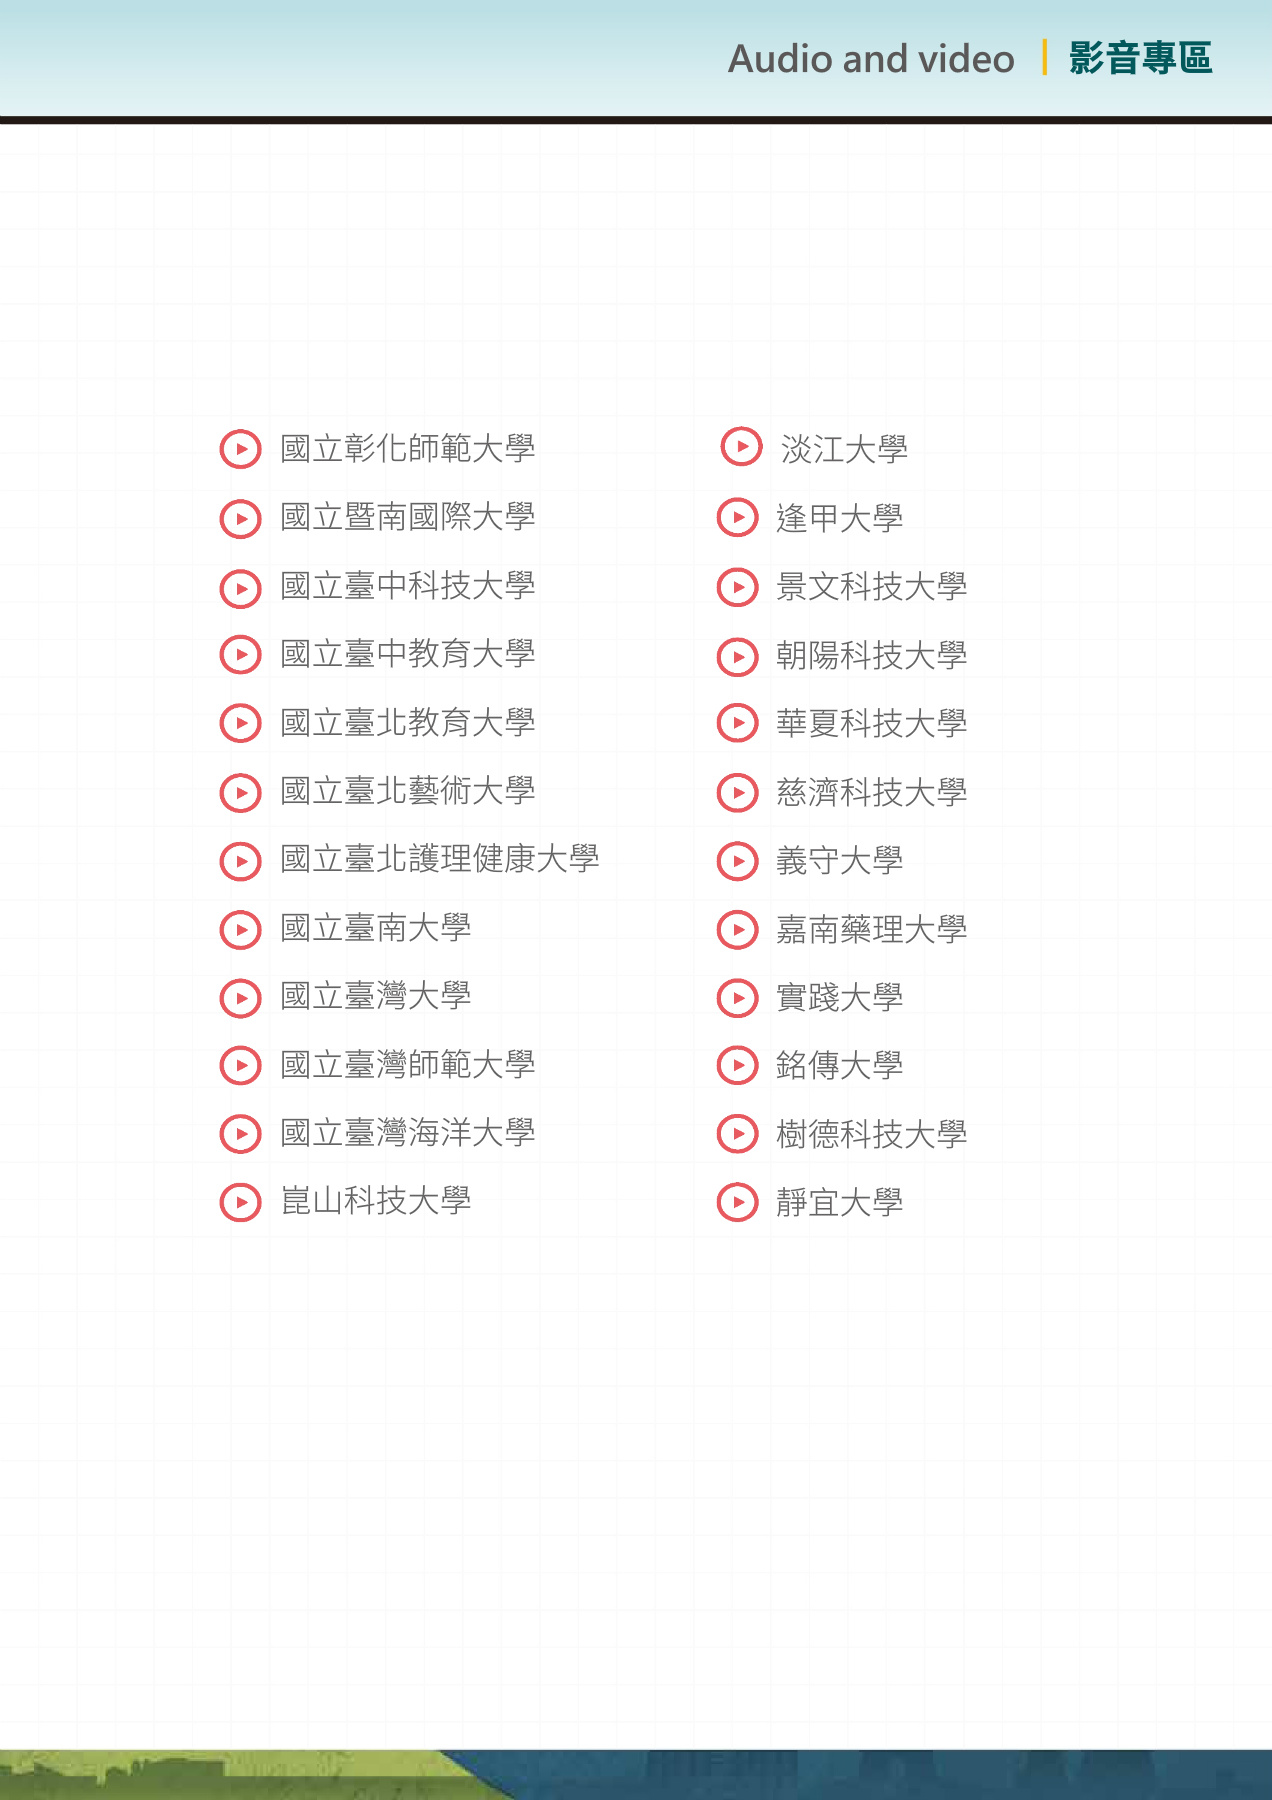 Audio and video | 影音專區
國立彰化師範大學
國立暨南國際大學
國立臺中科技大學
國立臺中教育大學
國立臺北教育大學
國立臺北藝術大學
國立臺北護理健康大學
國立臺南大學
國立臺灣大學
國立臺灣師範大學
國立臺灣海洋大學
崑山科技大學
淡江大學
逢甲大學
景文科技大學
朝陽科技大學
華夏科技大學
慈濟科技大學
義守大學
嘉南藥理大學
實踐大學
銘傳大學
樹德科技大學
靜宜大學